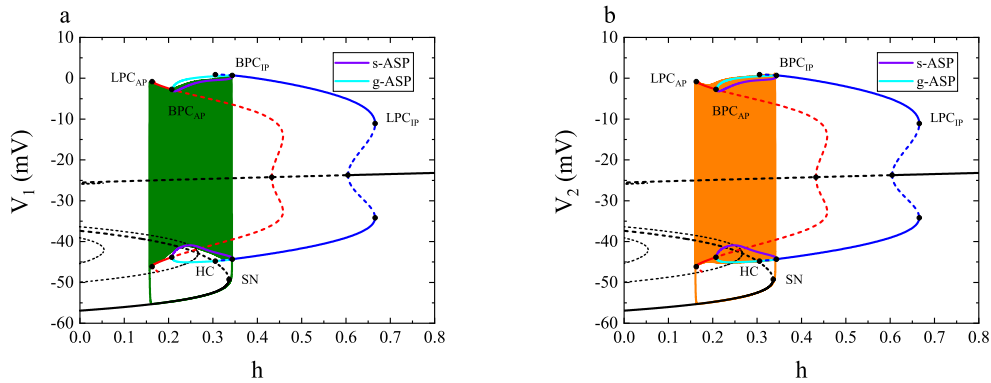 a
10
0
-10
-20
-30
-40
-50
-60
V1 (mV)
0.0 0.1 0.2 0.3 0.4 0.5 0.6 0.7 0.8
h
s-ASP
g-ASP
BPCIP
LPCAP
BPCAP
LPCIP
HC
SN
b
10
0
-10
-20
-30
-40
-50
-60
V2 (mV)
0.0 0.1 0.2 0.3 0.4 0.5 0.6 0.7 0.8
h
s-ASP
g-ASP
BPCIP
LPCAP
BPCAP
LPCIP
HC
SN